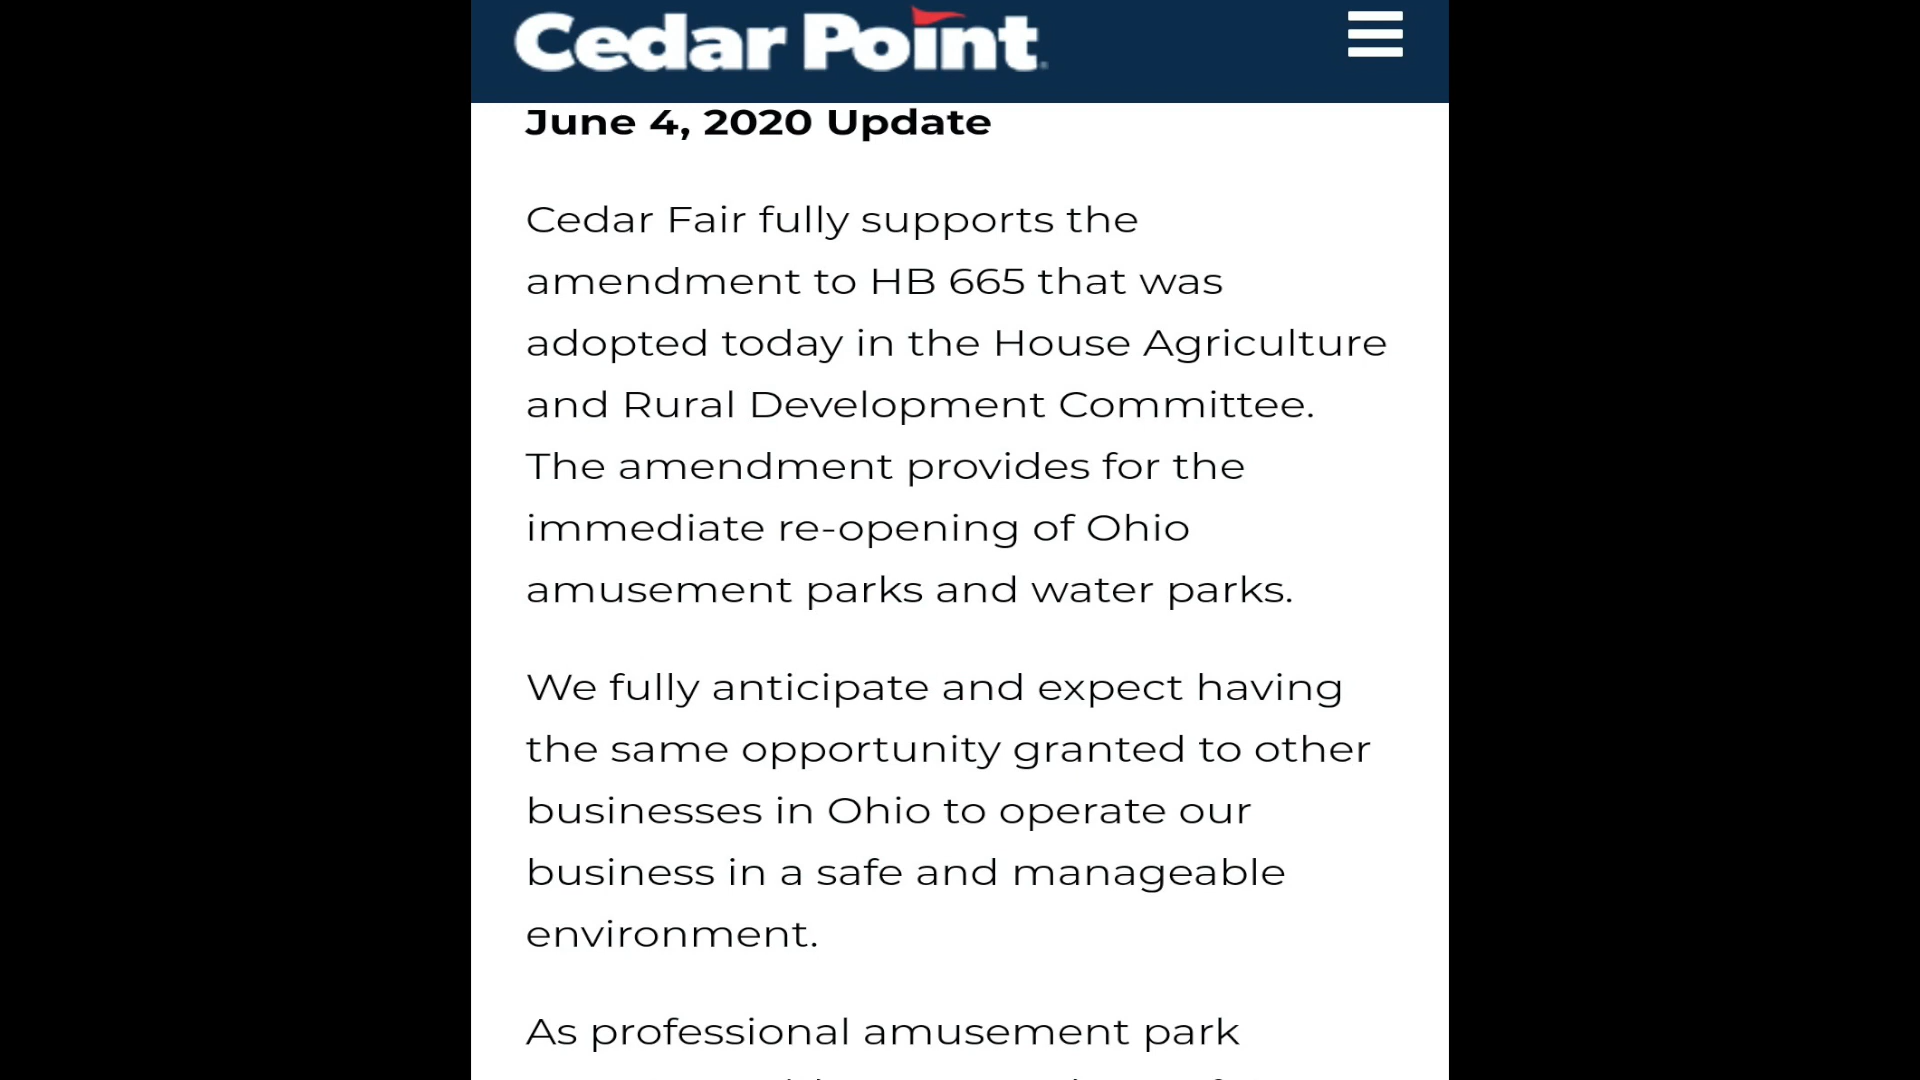 Cedar Point
June 4, 2020 Update
Cedar Fair fully supports the
amendment to HB 665 that was
adopted today in the House Agriculture
and Rural Development Committee.
The amendment provides for the
immediate re-opening of Ohio
amusement parks and water parks.
We fully anticipate and expect having
the same opportunity granted to other
businesses in Ohio to operate our
business in a safe and manageable
environment.
As professional amusement park